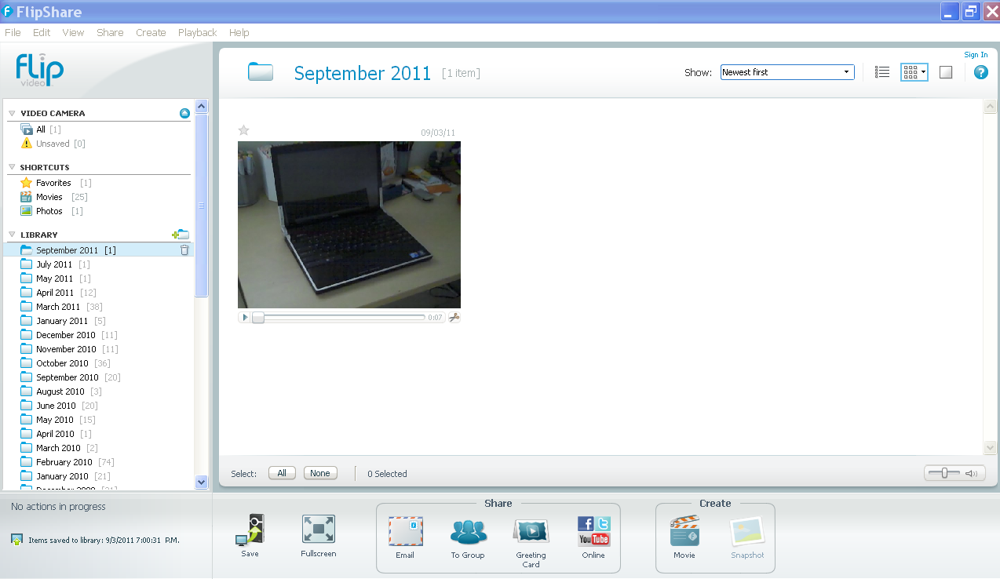 FlipShare
File Edit View Share Create Playback Help
flip
video
September 2011 [1 item]
Show: Newest first
Sign In
?
VIDEO CAMERA
All [1]
Unsaved [0]
SHORTCUTS
Favorites [1]
Movies [25]
Photos [1]
LIBRARY
September 2011 [1]
July 2011 [1]
May 2011 [1]
April 2011 [12]
March 2011 [38]
January 2011 [5]
December 2010 [11]
November 2010 [11]
October 2010 [36]
September 2010 [20]
August 2010 [3]
June 2010 [20]
May 2010 [15]
April 2010 [1]
March 2010 [2]
February 2010 [74]
January 2010 [21]
09/03/11
0:07
Select: All None 0 Selected
No actions in progress
Items saved to library: 9/3/2011 7:00:31 P.M.
Save
Fullscreen
Share
Email
To Group
Greeting
Card
f t
YouTube
Online
Create
Movie
Snapshot